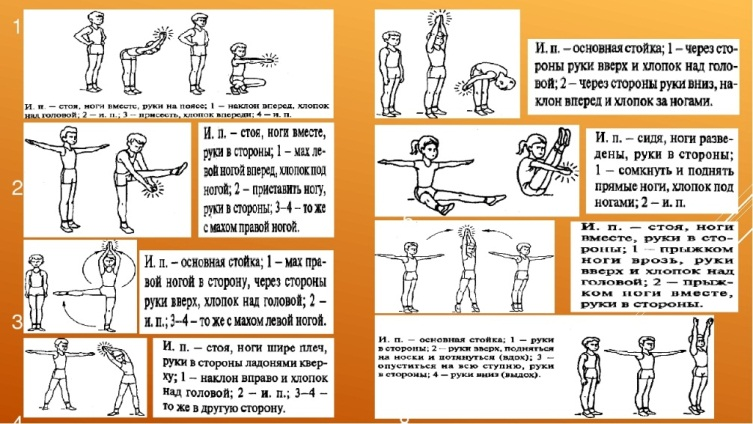 1
И. п. – стоя, ноги вместе, руки на поясе; 1 – наклон вперед, хлопок
над головой; 2 – и. п.; 3 – присесть, хлопок впереди; 4 – и. п.
2
И. п. – стоя, ноги вместе,
руки в стороны; 1 – мах ле-
вой ногой вперед, хлопок под
ногой; 2 – приставить ногу,
руки в стороны; 3–4 – то же
с махом правой ногой.
3
И. п. – основная стойка; 1 – мах пра-
вой ногой в сторону, через стороны
руки вверх, хлопок над головой; 2 –
и. п.; 3–4 – то же с махом левой ногой.
4
И. п. – стоя, ноги шире плеч,
руки в стороны ладонями квер-
ху; 1 – наклон вправо и хлопок
над головой; 2 – и. п.; 3–4 –
то же в другую сторону.
И. п. – основная стойка; 1 – через сто-
роны руки вверх и хлопок над голо-
вой; 2 – через стороны руки вниз, на-
клон вперед и хлопок за ногами.
И. п. – сидя, ноги разве-
дены, руки в стороны;
1 – сомкнуть и поднять
прямые ноги, хлопок под
ногами; 2 – и. п.
И. п. – стоя, ноги
вместе, руки в сто-
роны; 1 – прыжком
ноги врозь, руки
вверх и хлопок над
головой; 2 – прыж-
ком ноги вместе,
руки в стороны.
И. п. – основная стойка; 1 – руки
в стороны; 2 – руки вверх, подняться
на носки и потянуться (вдох); 3 –
опуститься на всю ступню, руки
в стороны; 4 – руки вниз (выдох).